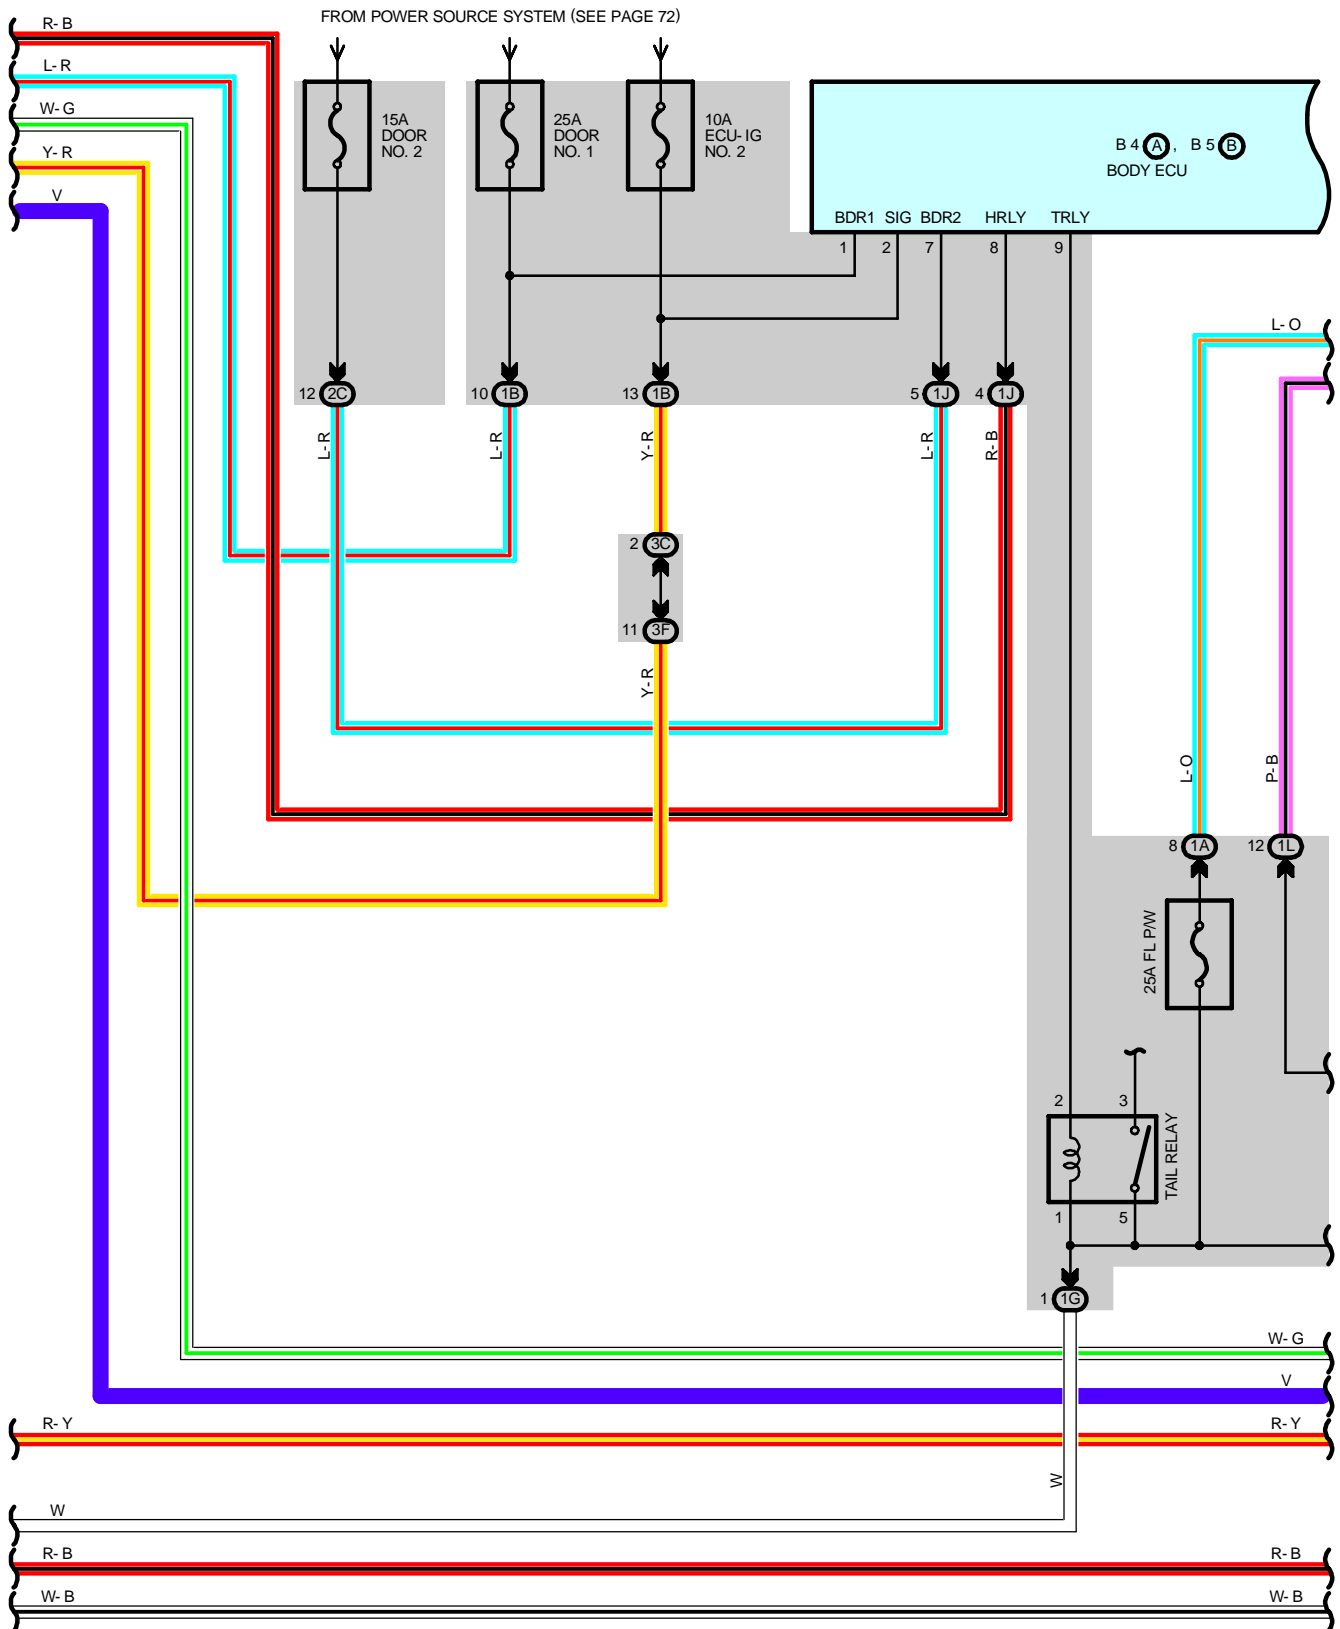 FROM POWER SOURCE SYSTEM (SEE PAGE 72)
R- B
L- R
W- G
Y- R
V
15A
DOOR
NO. 2
25A
DOOR
NO. 1
10A
ECU- IG
NO. 2
B 4 A , B 5 B
BODY ECU
BDR1 SIG BDR2 HRLY TRLY
1 2 7 8 9
L- O
12 2C
10 1B
13 1B
5 1J
4 1J
L- R
L- R
Y- R
L- R
R- B
2 3C
11 3F
Y- R
L- O
P- B
8 1A
12 1L
25A FL P/W
2 3
TAIL RELAY
1 5
1 1G
W- G
V
R- Y
R- Y
W
W
R- B
R- B
W- B
W- B